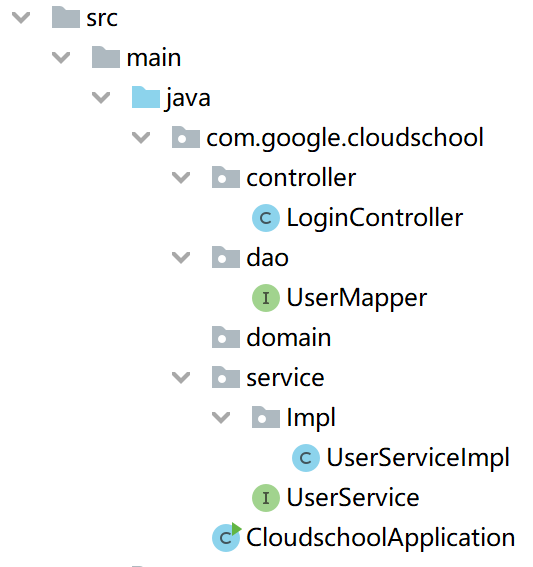 src
main
java
com.google.cloudschool
controller
C LoginController
dao
I UserMapper
domain
service
Impl
C UserServiceImpl
I UserService
C CloudschoolApplication